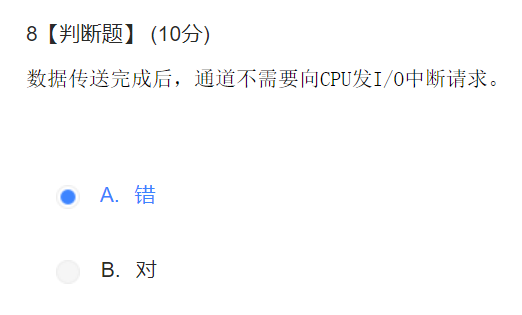 8【判断题】 (10分)
数据传送完成后，通道不需要向CPU发I/O中断请求。
A. 错
B. 对